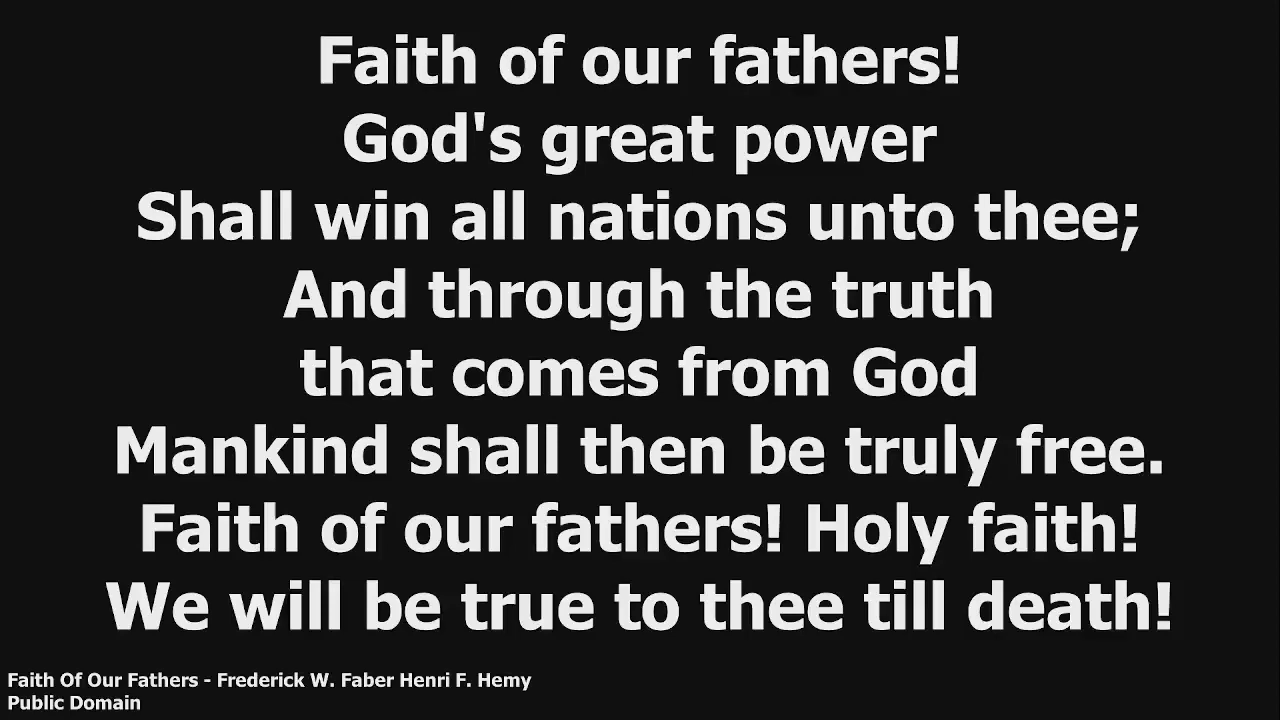 Faith of our fathers!
God's great power
Shall win all nations unto thee;
And through the truth
that comes from God
Mankind shall then be truly free.
Faith of our fathers! Holy faith!
We will be true to thee till death!
Faith Of Our Fathers - Frederick W. Faber Henri F. Hemy
Public Domain